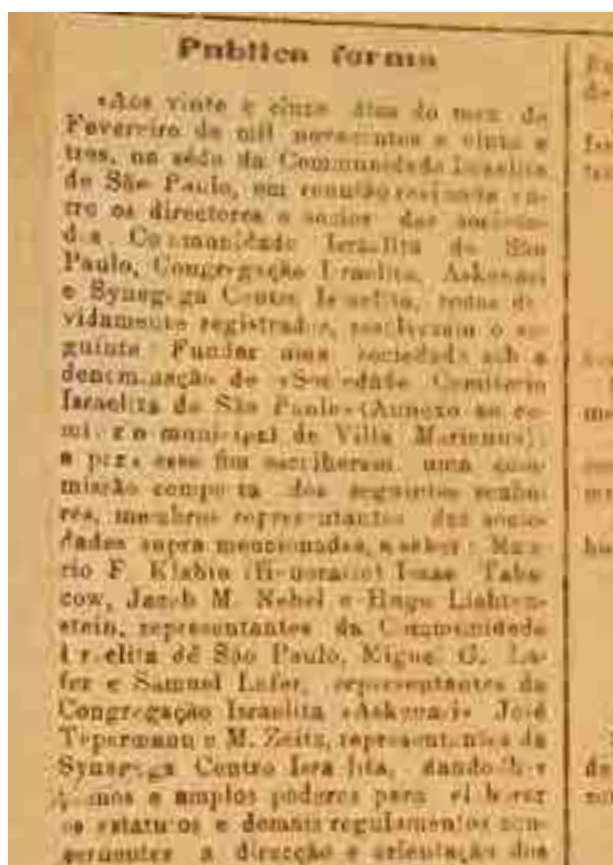 Publica forma
«Aos vinte e cinco dias do mez de
Fevereiro de mil novecentos e vinte e
tres, na séde da Communidade Israelita
de São Paulo, em reunião realisada en-
tre os directores e socios das socieda-
des Communidade Israelita de São
Paulo, Congregação Israelita Askenasi
e Synagoga Centro Israelita, todas de-
vidamente registradas, resolveram o se-
guinte: Fundar uma sociedade sob a
denominação de «Sociedade Cemiterio
Israelita de São Paulo» (Annexo ao ce-
miterio municipal de Villa Marianna),
e para esse fim escolheram uma com-
missão composta dos seguintes senho-
res, membros representantes das socie-
dades supra mencionadas, a saber: Mau-
rio F. Klabin (Honorario) Isaac Taba-
cow, Jacob M. Nebel e Hugo Lichten-
stein, representantes da Communidade
Israelita de São Paulo, Miguel G. La-
fer e Samuel Lafer, representantes da
Congregação Israelita «Askenasi» José
Tepermann e M. Zeitz, representantes da
Synagoga Centro Israelita, dando-lhes
plenos e amplos poderes para elaborar
os estatutos e demais regulamentos con-
cernentes a direcção e orientação dos